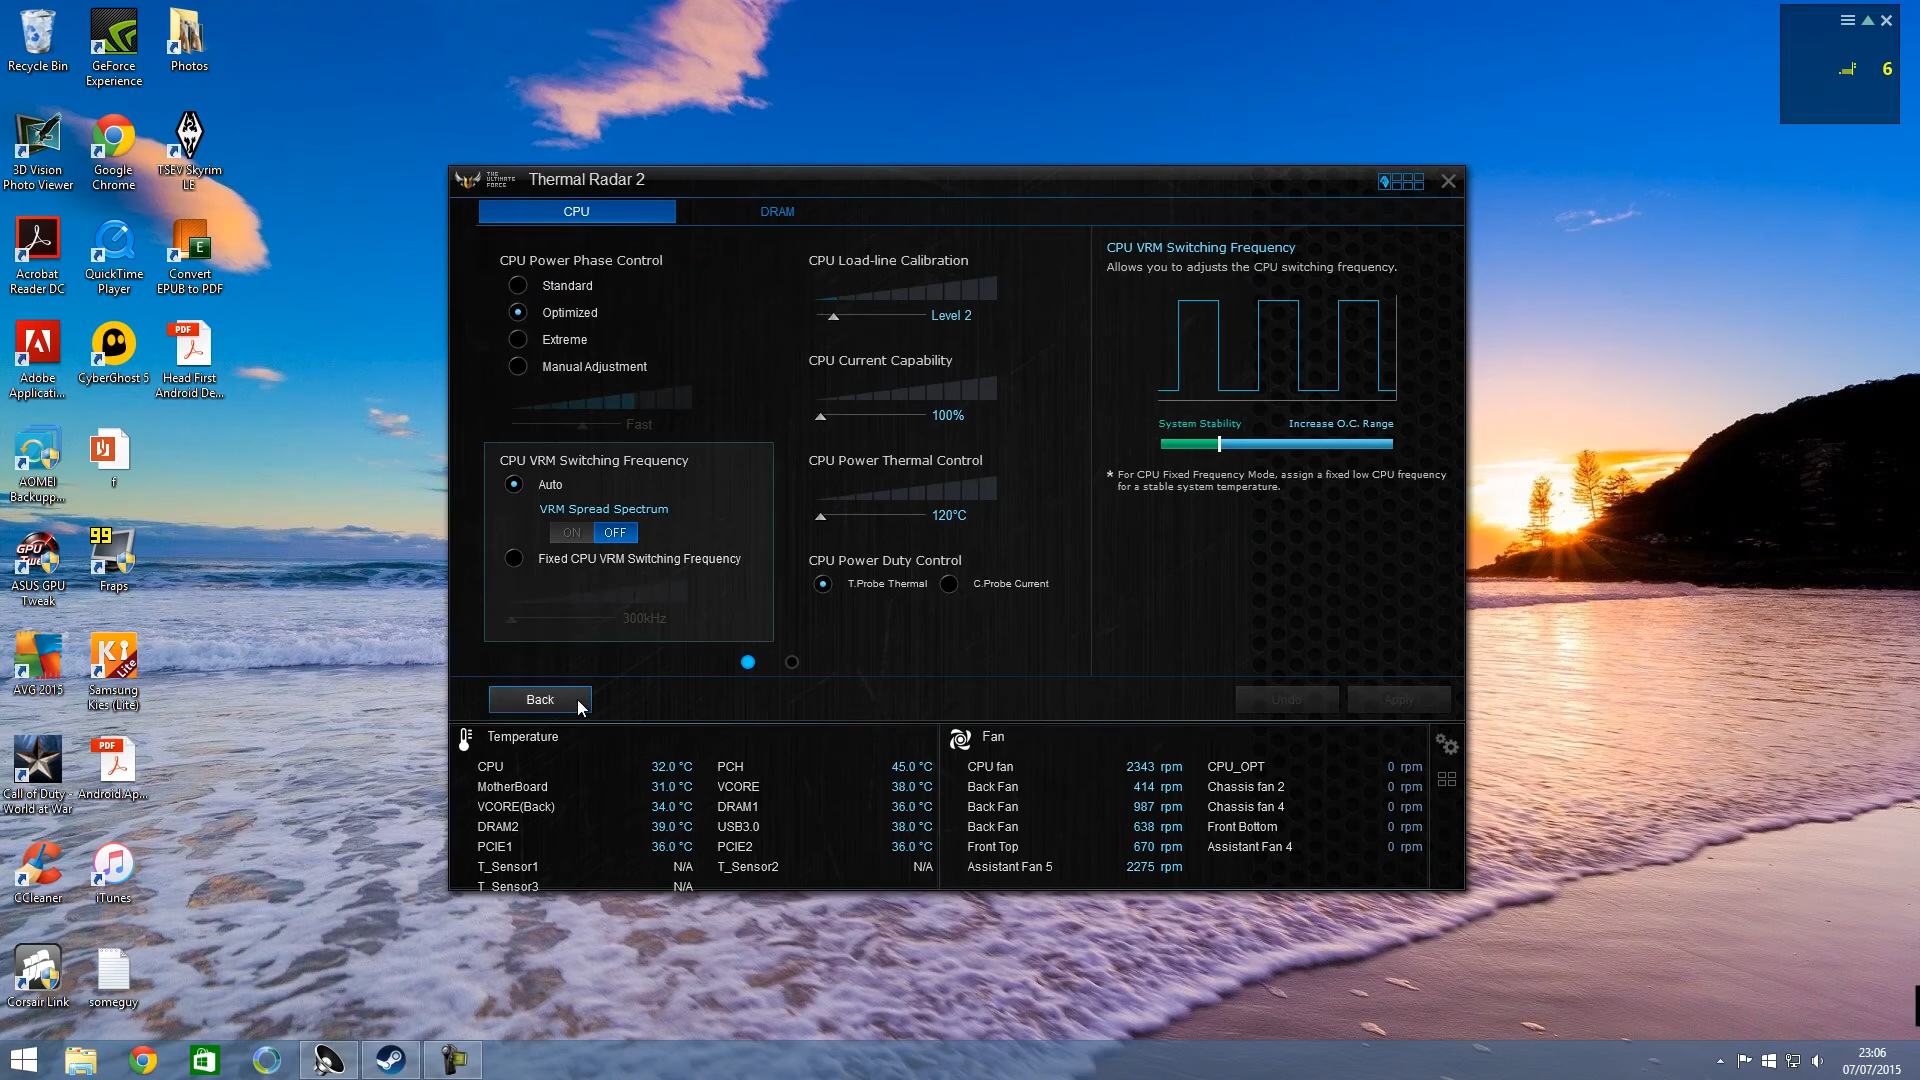 Recycle Bin
GeForce Experience
Photos
3D Vision Photo Viewer
Google Chrome
TSEV Skyrim LE
Acrobat Reader DC
QuickTime Player
Convert EPUB to PDF
Adobe Applicati...
CyberGhost 5
PDF
Head First Android De...
AOMEI Backupp...
f
ASUS GPU Tweak
99
Fraps
AVG 2015
Ki Lite
Samsung Kies (Lite)
Call of Duty - World at War
PDF
Android.Ap...
CCleaner
iTunes
Corsair Link
someguy
6
THE ULTIMATE FORCE
Thermal Radar 2
CPU
DRAM
CPU Power Phase Control
Standard
Optimized
Extreme
Manual Adjustment
Fast
CPU VRM Switching Frequency
Auto
VRM Spread Spectrum
ON
OFF
Fixed CPU VRM Switching Frequency
300kHz
CPU Load-line Calibration
Level 2
CPU Current Capability
100%
CPU Power Thermal Control
120°C
CPU Power Duty Control
T.Probe Thermal
C.Probe Current
CPU VRM Switching Frequency
Allows you to adjusts the CPU switching frequency.
System Stability
Increase O.C. Range
* For CPU Fixed Frequency Mode, assign a fixed low CPU frequency
for a stable system temperature.
Back
Undo
Apply
Temperature
CPU 32.0 °C PCH 45.0 °C
MotherBoard 31.0 °C VCORE 38.0 °C
VCORE(Back) 34.0 °C DRAM1 36.0 °C
DRAM2 39.0 °C USB3.0 38.0 °C
PCIE1 36.0 °C PCIE2 36.0 °C
T_Sensor1 N/A T_Sensor2 N/A
T_Sensor3 N/A
Fan
CPU fan 2343 rpm CPU_OPT 0 rpm
Back Fan 414 rpm Chassis fan 2 0 rpm
Back Fan 987 rpm Chassis fan 4 0 rpm
Back Fan 638 rpm Front Bottom 0 rpm
Front Top 670 rpm Assistant Fan 4 0 rpm
Assistant Fan 5 2275 rpm
23:06
07/07/2015